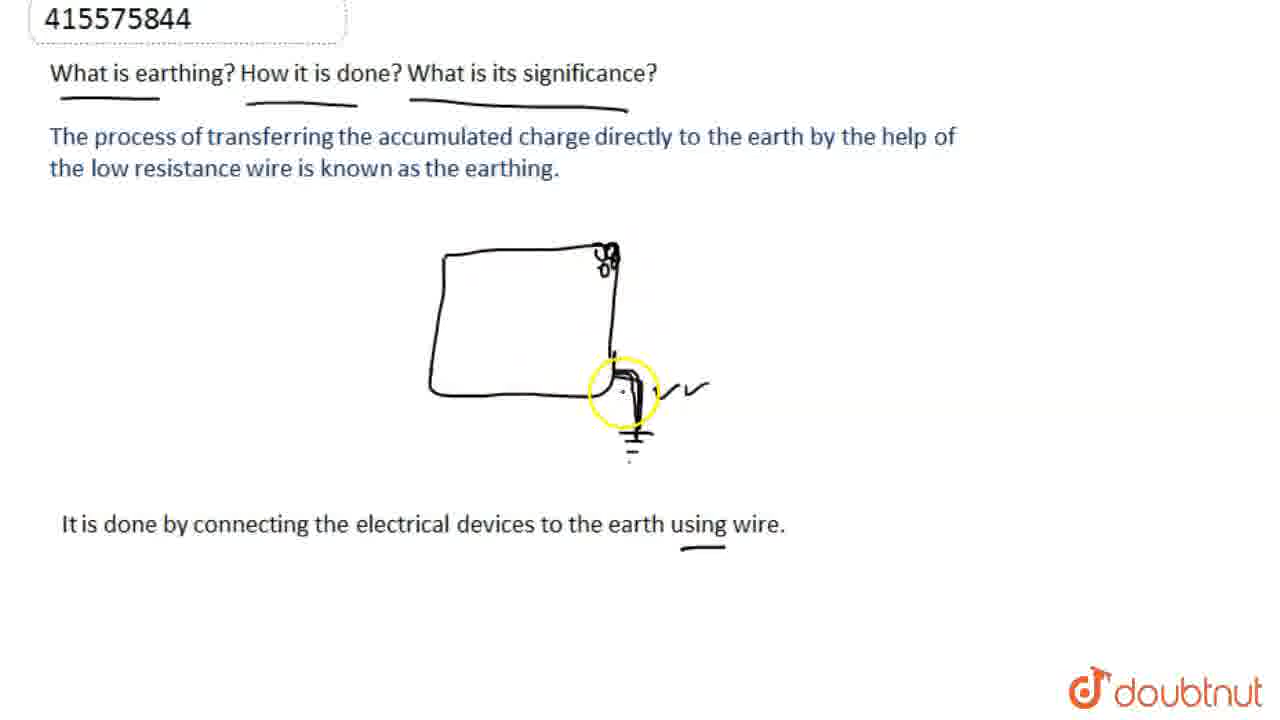 415575844
What is earthing? How it is done? What is its significance?
The process of transferring the accumulated charge directly to the earth by the help of
the low resistance wire is known as the earthing.
It is done by connecting the electrical devices to the earth using wire.
doubtnut